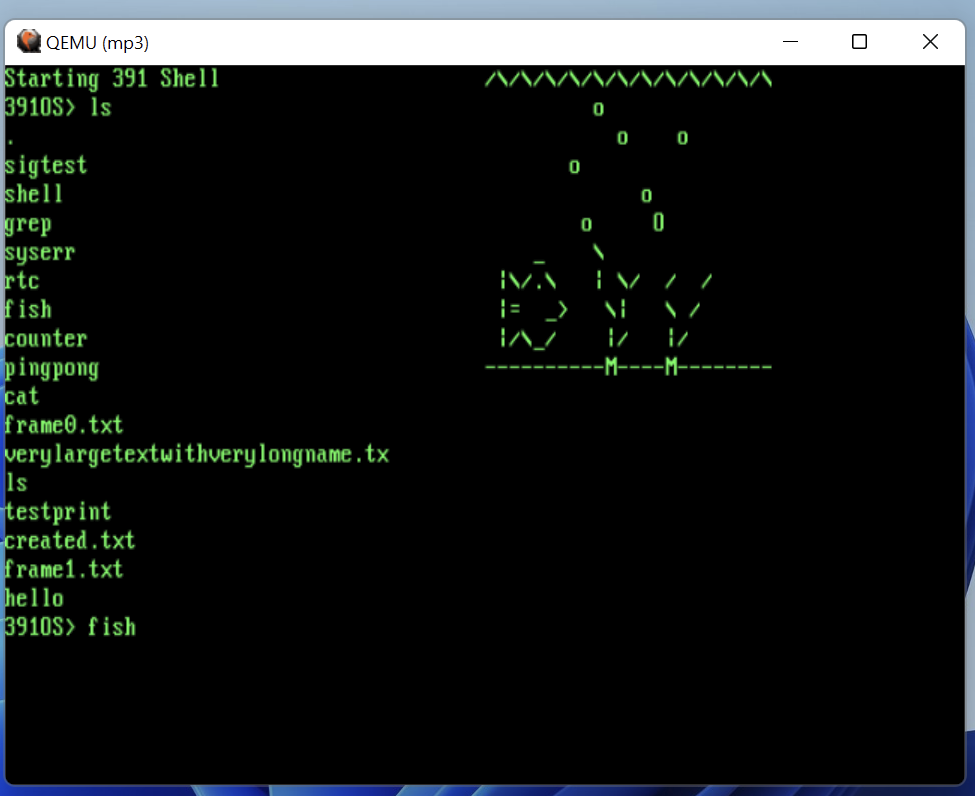 QEMU (mp3)
Starting 391 Shell /\/\/\/\/\/\/\/\/\/\/\/\
391OS> ls o
. o o
sigtest o
shell o
grep o O
syserr _ \
rtc |\/.\ | \/ / /
fish |= _> \| \ /
counter |/\_/ |/ |/
pingpong ----------M----M--------
cat
frame0.txt
verylargetextwithverylongname.tx
ls
testprint
created.txt
frame1.txt
hello
391OS> fish